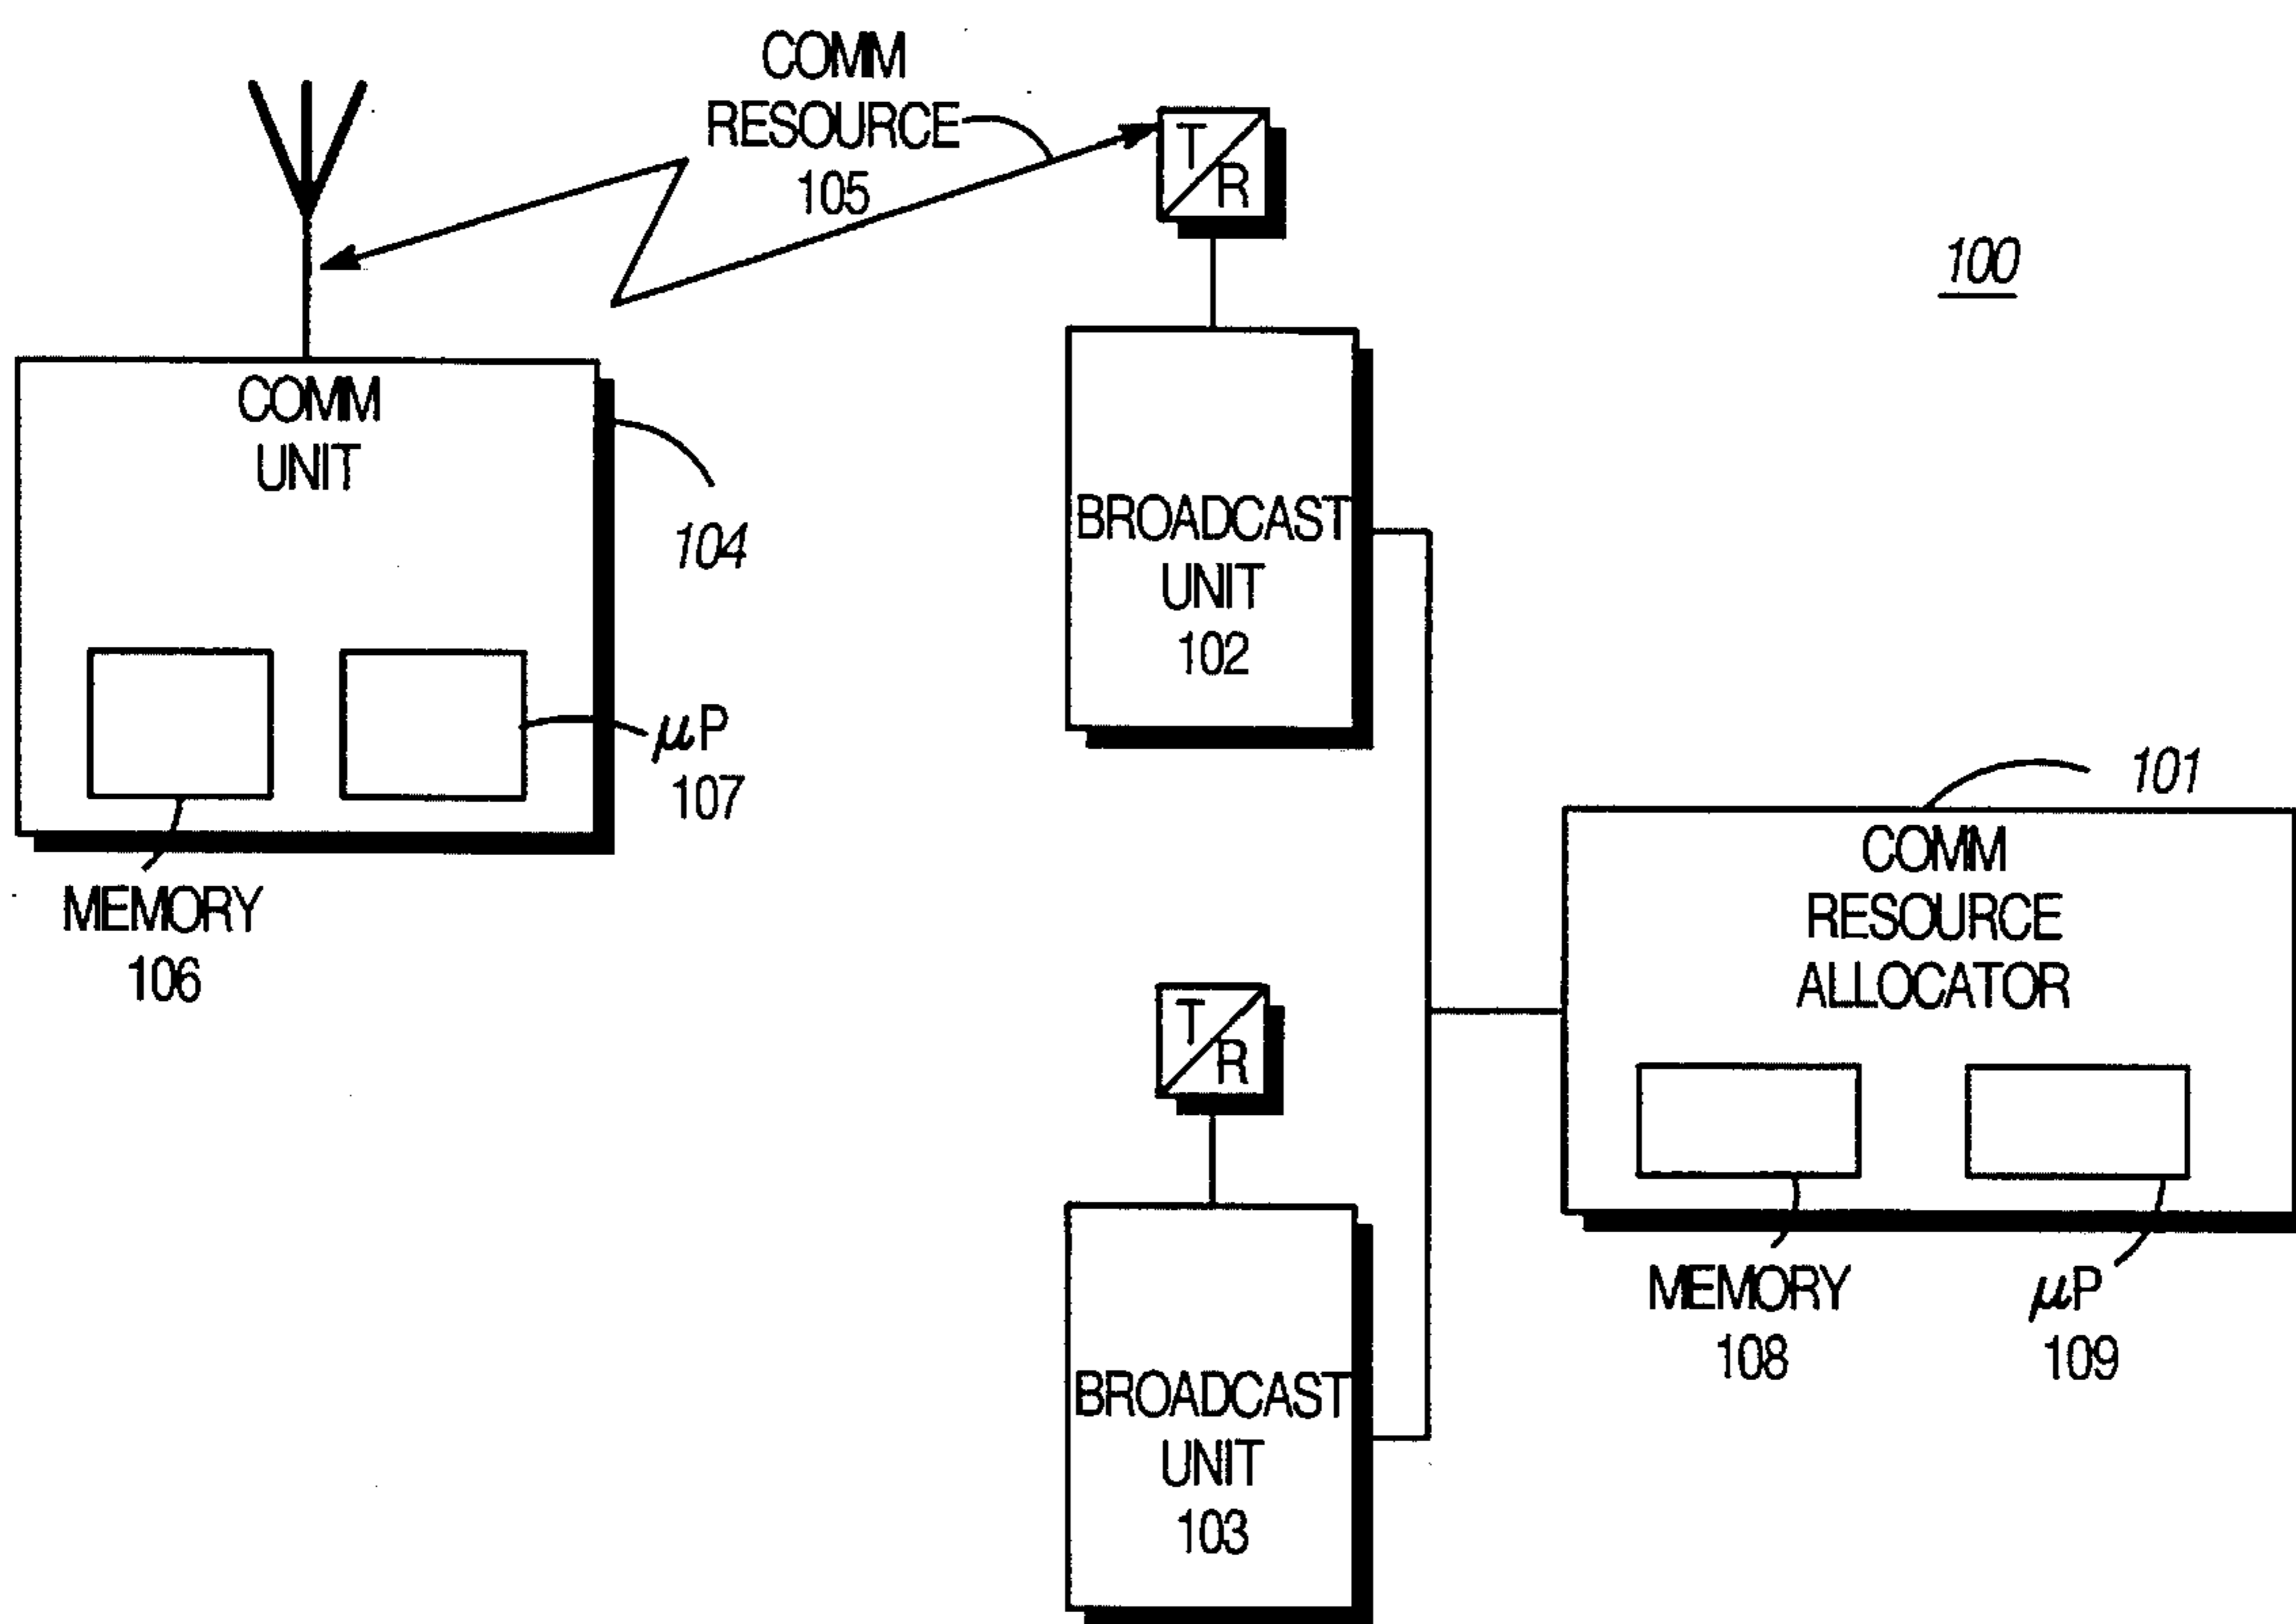 COMM
RESOURCE
105
T
R
100
COMM
UNIT
104
BROADCAST
UNIT
102
μP
107
MEMORY
106
101
COMM
RESOURCE
ALLOCATOR
T
R
MEMORY
108
μP
109
BROADCAST
UNIT
103